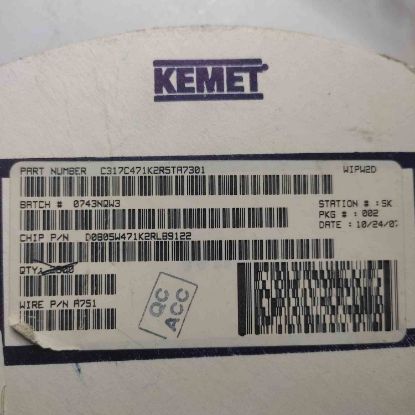 KEMET
PART NUMBER C317C471K2R5TA7301 WIPW2D
BATCH # 0743NQW3 STATION # :SK
PKG # : 002
DATE : 10/24/07
CHIP P/N D0805W471K2RLB9122
QTY:
WIRE P/N A751
QC
ACC